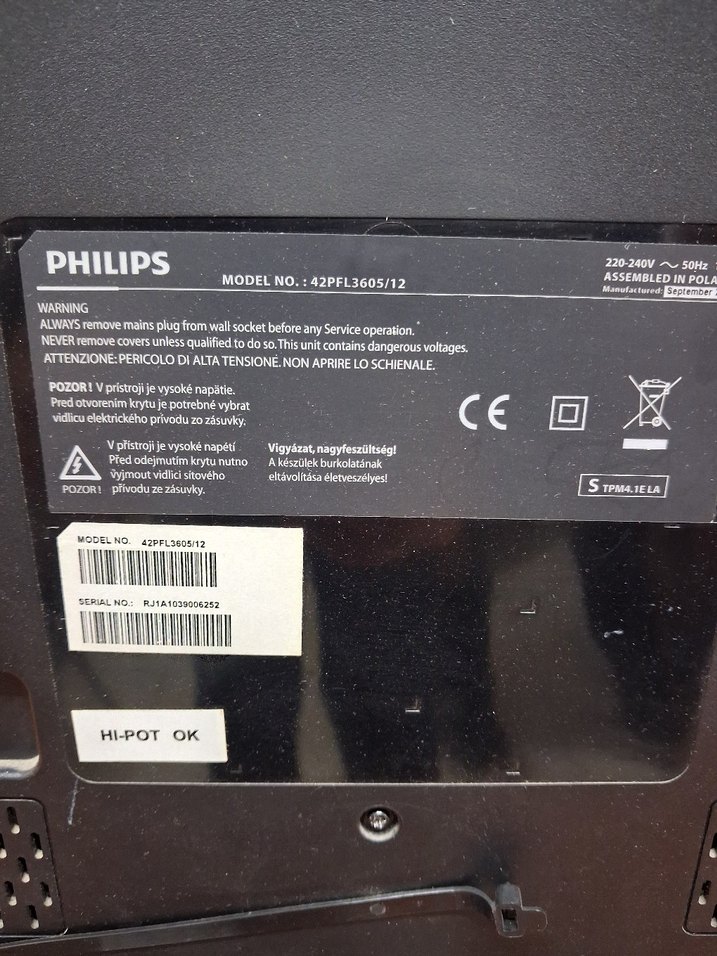 PHILIPS
MODEL NO. : 42PFL3605/12
220-240V ~ 50Hz
ASSEMBLED IN
Manufactured: September
WARNING
ALWAYS remove mains plug from wall socket before any Service operation.
NEVER remove covers unless qualified to do so. This unit contains dangerous voltages.
ATTENZIONE: PERICOLO DI ALTA TENSIONE. NON APRIRE LO SCHIENALE.
POZOR! V prístroji je vysoké napätie.
Pred otvorením krytu je potrebné vybrat
vidlicu elektrického prívodu zo zásuvky.
CE
V přístroji je vysoké napětí
Před odejmutím krytu nutno
vyjmout vidlici síťového
přívodu ze zásuvky.
POZOR!
Vigyázat, nagyfeszültség!
A készülek burkolatának
eltávolítása életveszélyes!
S TPM4.1E LA
MODEL NO. 42PFL3605/12
SERIAL NO.: RJ1A1039006252
HI-POT OK